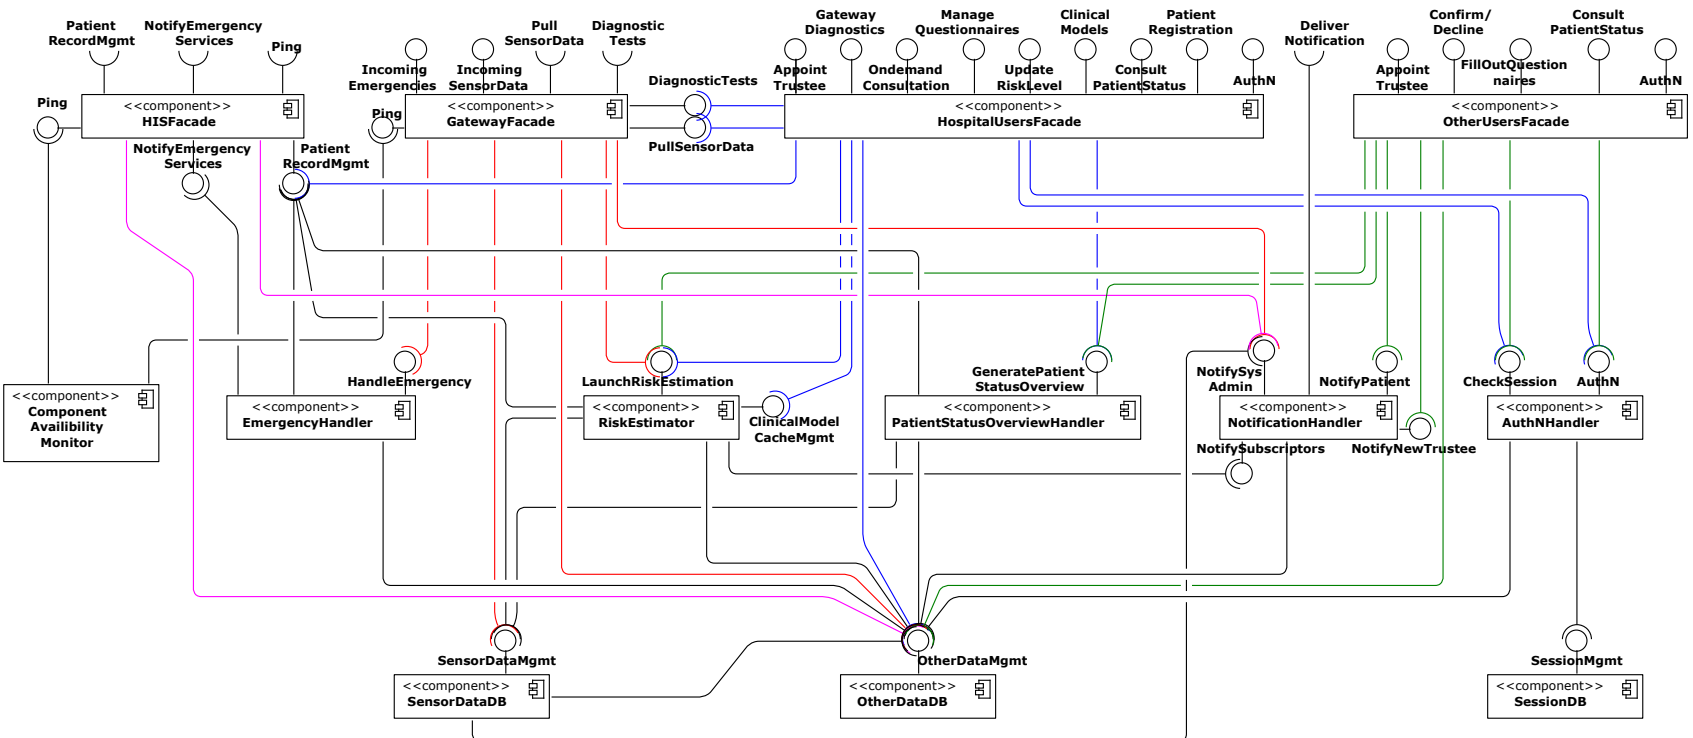 Patient
RecordMgmt
NotifyEmergency
Services
Ping
Incoming
Emergencies
Incoming
SensorData
Pull
SensorData
Diagnostic
Tests
Gateway
Diagnostics
Manage
Questionnaires
Clinical
Models
Patient
Registration
Deliver
Notification
Confirm/
Decline
Consult
PatientStatus
DiagnosticTests
Appoint
Trustee
Ondemand
Consultation
Update
RiskLevel
Consult
PatientStatus
AuthN
Appoint
Trustee
FillOutQuestion
naires
AuthN
Ping
<<component>>
HISFacade
Ping
<<component>>
GatewayFacade
<<component>>
HospitalUsersFacade
<<component>>
OtherUsersFacade
PullSensorData
NotifyEmergency
Services
Patient
RecordMgmt
HandleEmergency
LaunchRiskEstimation
GeneratePatient
StatusOverview
NotifySys
Admin
NotifyPatient
CheckSession
AuthN
<<component>>
Component
Availibility
Monitor
<<component>>
EmergencyHandler
<<component>>
RiskEstimator
ClinicalModel
CacheMgmt
<<component>>
PatientStatusOverviewHandler
<<component>>
NotificationHandler
<<component>>
AuthNHandler
NotifySubscriptors
NotifyNewTrustee
SensorDataMgmt
OtherDataMgmt
SessionMgmt
<<component>>
SensorDataDB
<<component>>
OtherDataDB
<<component>>
SessionDB